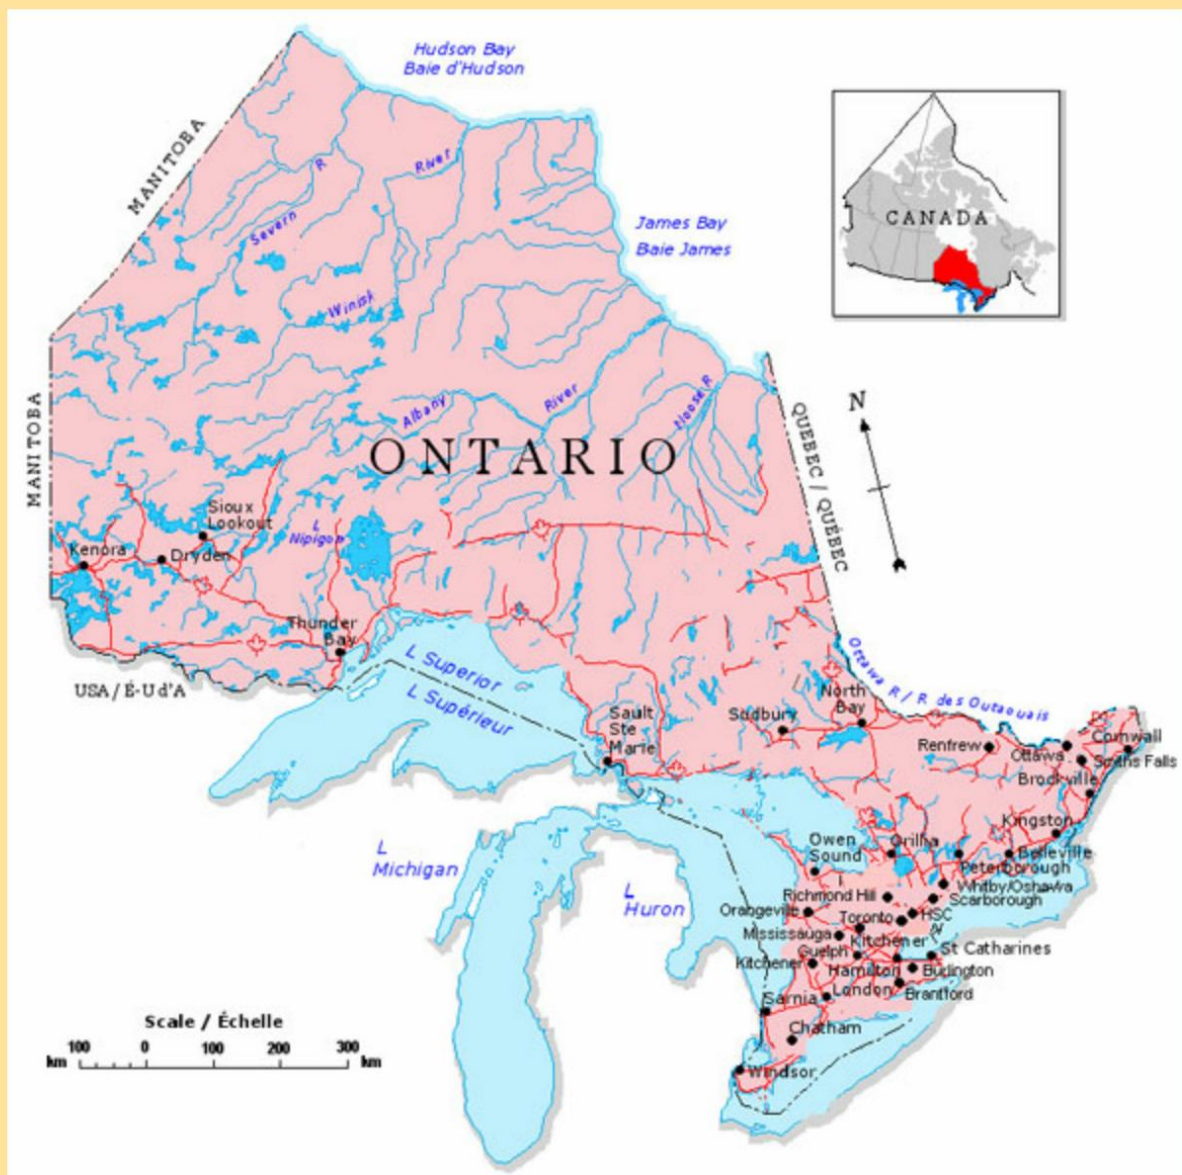 Hudson Bay
Baie d'Hudson
MANITOBA
River
R
Severn
James Bay
Baie James
CANADA
Winisk
MANITOBA
Albany
River
Moose R
ONTARIO
N
QUEBEC / QUÉBEC
Sioux
Lookout
L
Nipigon
Kenora
Dryden
Thunder
Bay
USA / É-U d'A
L Superior
L Supérieur
Ottawa R / R des Outaouais
North
Bay
Sudbury
Sault
Ste
Marie
Renfrew
Ottawa
Cornwall
Smiths Falls
Brockville
Kingston
Owen
Sound
Orillia
Belleville
Peterborough
L
Michigan
L
Huron
Richmond Hill
Whitby/Oshawa
Scarborough
Orangeville
Toronto
HSC
Mississauga
Kitchener
St Catharines
Guelph
Kitchener
Hamilton
Burlington
London
Brantford
Sarnia
Chatham
Windsor
Scale / Échelle
km 100 0 100 200 300 km